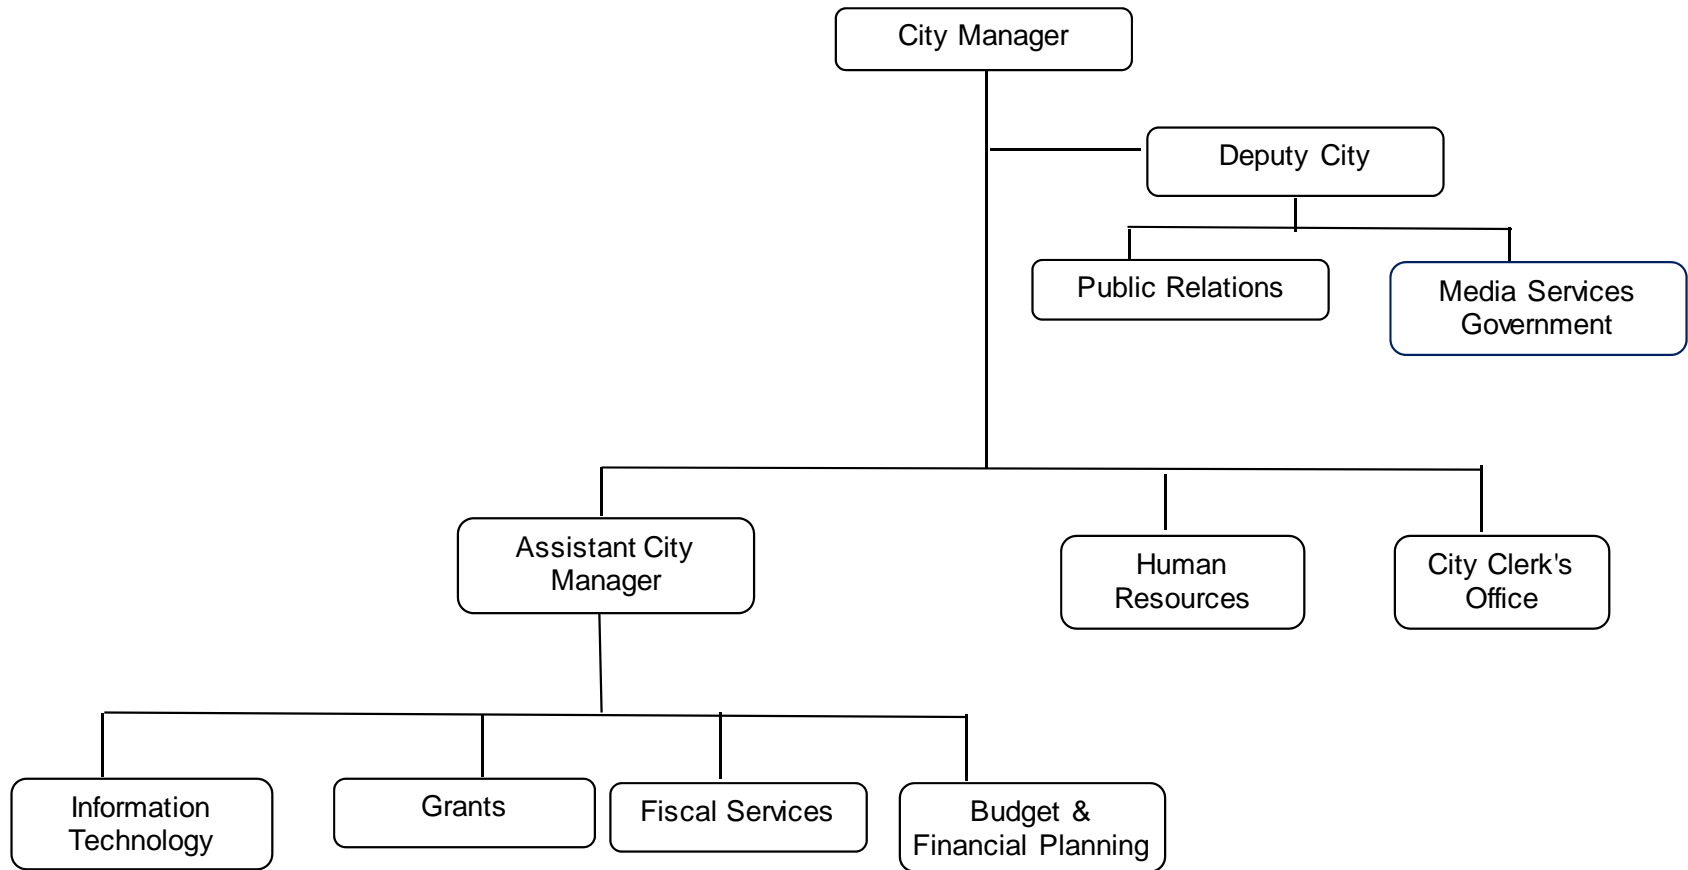 City Manager
Deputy City
Public Relations
Media Services
Government
Assistant City
Manager
Human
Resources
City Clerk's
Office
Information
Technology
Grants
Fiscal Services
Budget &
Financial Planning